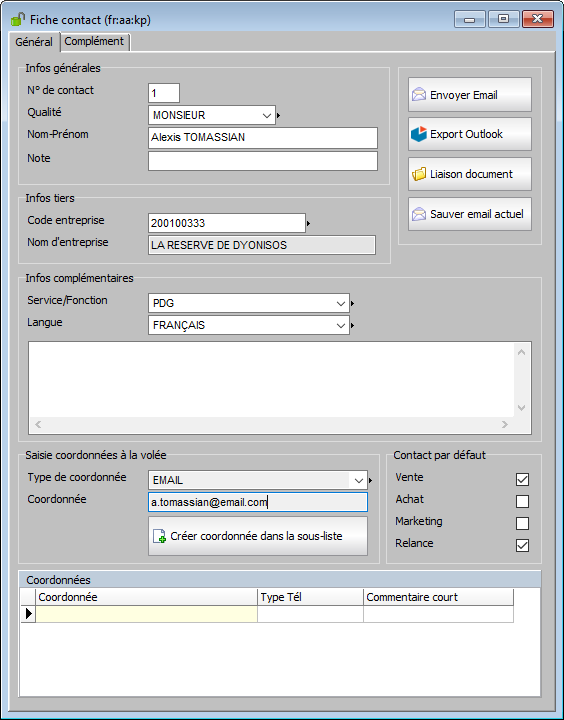 Fiche contact (fr:aa:kp)
Général
Complément
Infos générales
N° de contact
1
Qualité
MONSIEUR
Nom-Prénom
Alexis TOMASSIAN
Note
Envoyer Email
Export Outlook
Liaison document
Sauver email actuel
Infos tiers
Code entreprise
200100333
Nom d'entreprise
LA RESERVE DE DYONISOS
Infos complémentaires
Service/Fonction
PDG
Langue
FRANÇAIS
Saisie coordonnées à la volée
Type de coordonnée
EMAIL
Coordonnée
a.tomassian@email.com
Créer coordonnée dans la sous-liste
Contact par défaut
Vente
Achat
Marketing
Relance
Coordonnées
Coordonnée
Type Tél
Commentaire court